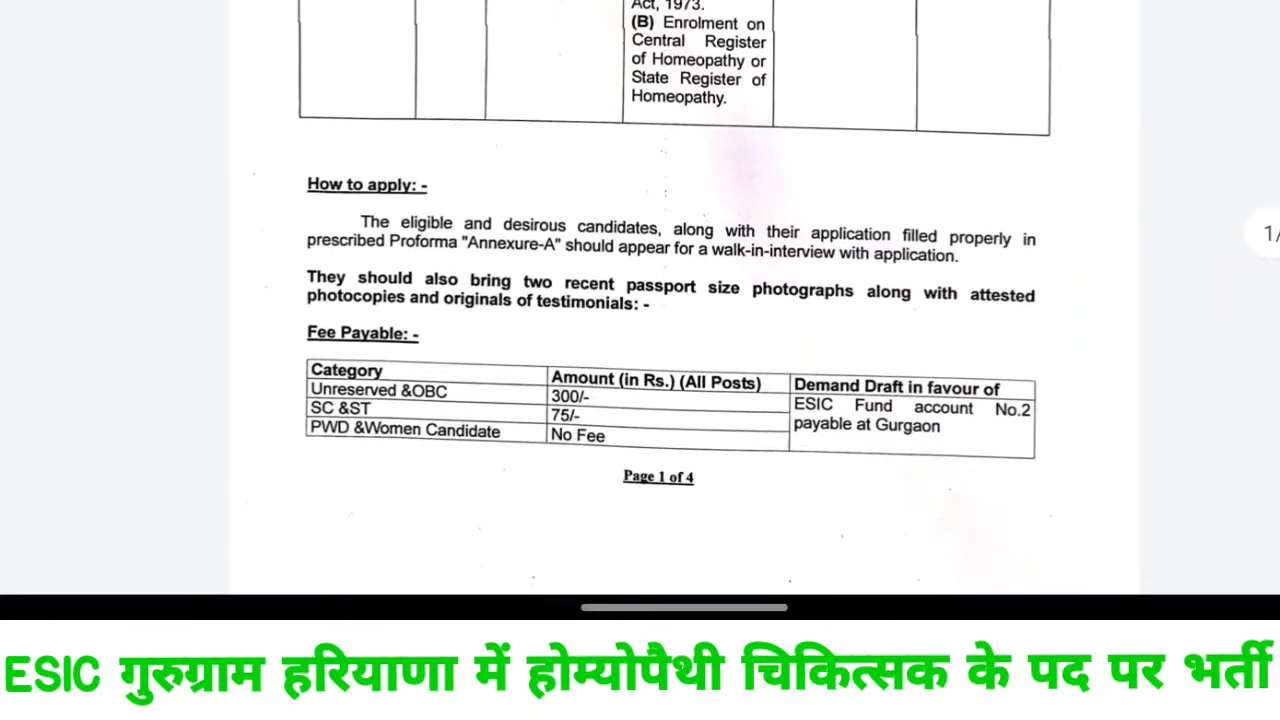 Act, 1973.
(B) Enrolment on
Central Register
of Homeopathy or
State Register of
Homeopathy.
How to apply: -
The eligible and desirous candidates, along with their application filled properly in
prescribed Proforma "Annexure-A" should appear for a walk-in-interview with application.
They should also bring two recent passport size photographs along with attested
photocopies and originals of testimonials: -
Fee Payable: -
Category Amount (in Rs.) (All Posts) Demand Draft in favour of
Unreserved &OBC 300/- ESIC Fund account No.2
SC &ST 75/- payable at Gurgaon
PWD &Women Candidate No Fee
Page 1 of 4
1/
ESIC गुरुग्राम हरियाणा में होम्योपैथी चिकित्सक के पद पर भर्ती